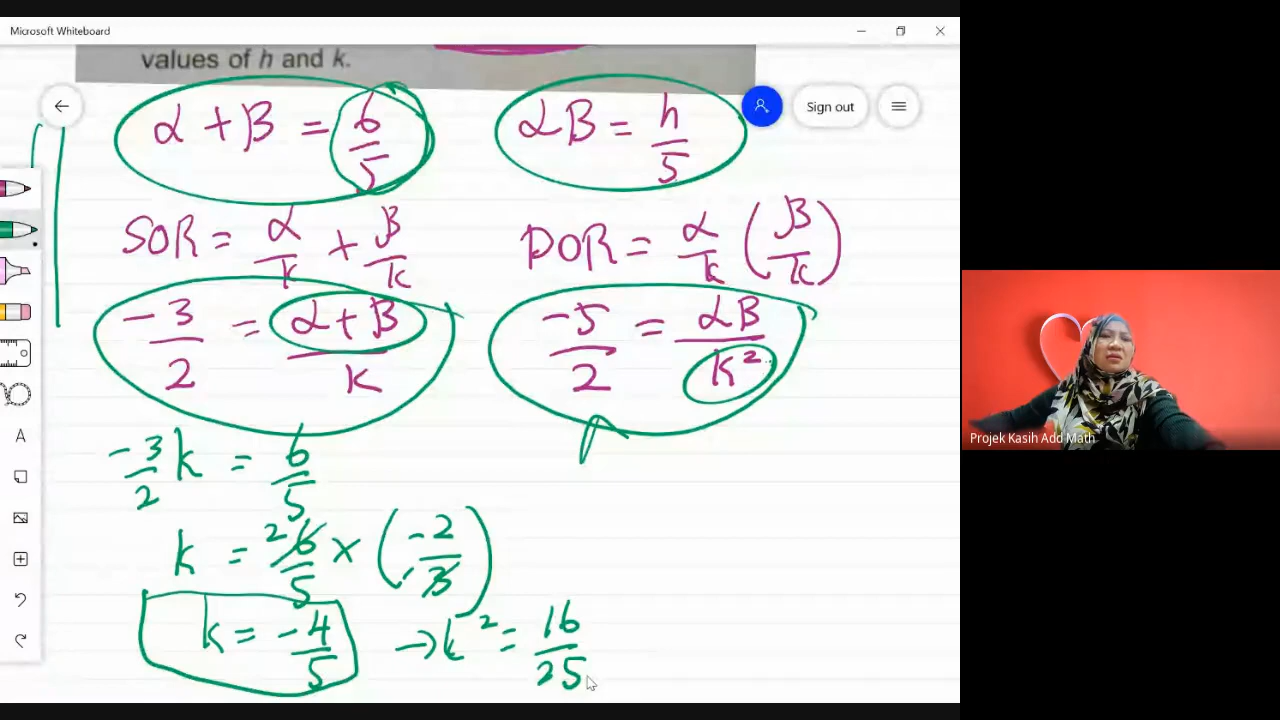 Microsoft Whiteboard
values of h and k.
Sign out
α + β = 6/5
αβ = h/5
SOR = α/k + β/k
POR = α/k (β/k)
-3/2 = (α + β)/k
-5/2 = αβ/k²
-3/2 k = 6/5
k = 2 6/5 × (-2/3)
k = -4/5 → k² = 16/25
Projek Kasih Add Math
A